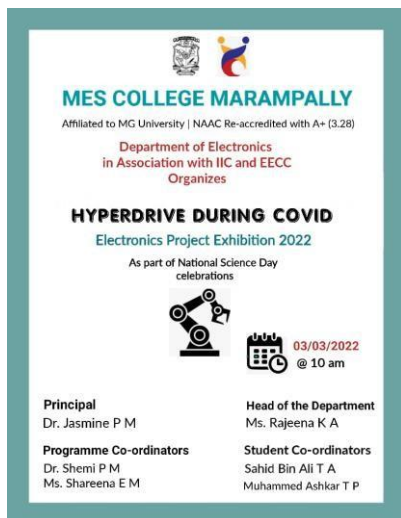 MES COLLEGE MARAMPALLY
Affiliated to MG University | NAAC Re-accredited with A+ (3.28)
Department of Electronics
in Association with IIC and EECC
Organizes
HYPERDRIVE DURING COVID
Electronics Project Exhibition 2022
As part of National Science Day
celebrations
03/03/2022
@ 10 am
Principal
Dr. Jasmine P M
Head of the Department
Ms. Rajeena K A
Programme Co-ordinators
Dr. Shemi P M
Ms. Shareena E M
Student Co-ordinators
Sahid Bin Ali T A
Muhammed Ashkar T P